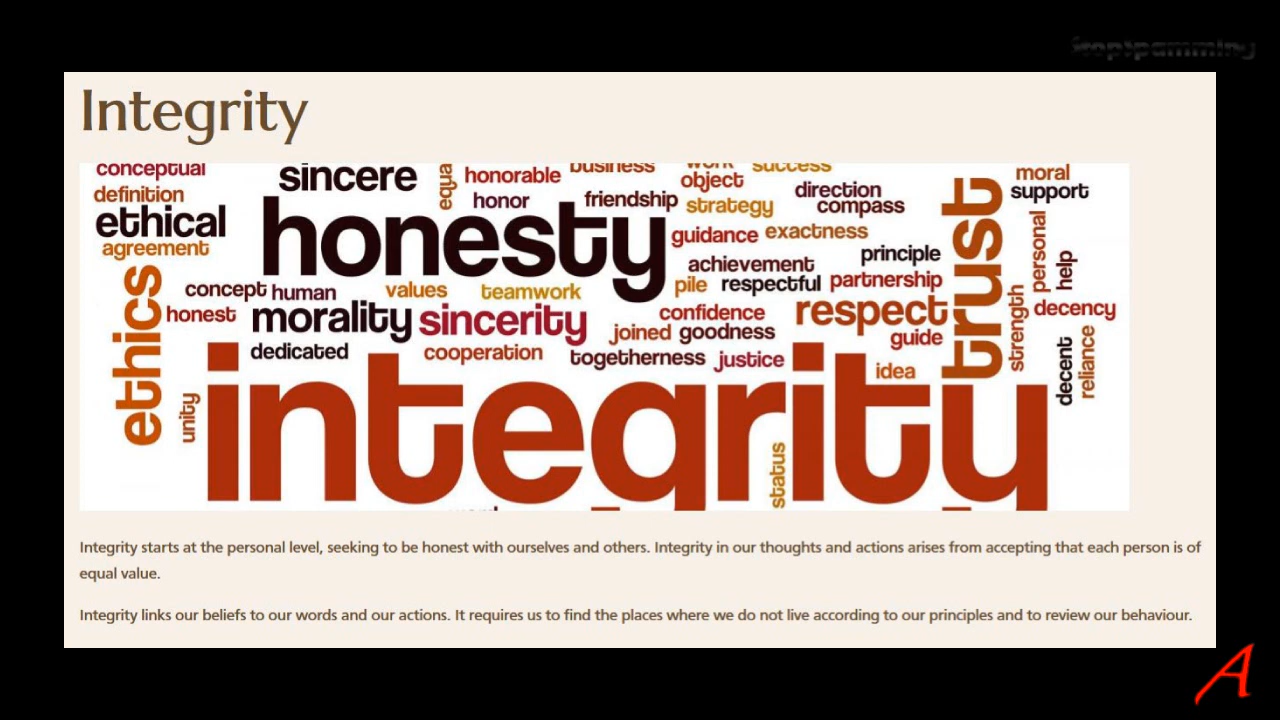 Integrity
conceptual
sincere
equa
honorable
business
work
success
moral
definition
honor
friendship
object
strategy
direction
compass
support
ethical
honesty
trust
agreement
guidance
exactness
personal
help
principle
achievement
ethics
concept
human
values
teamwork
pile
respectful
partnership
honest
morality
sincerity
confidence
respect
strength
decency
joined
goodness
guide
dedicated
cooperation
togetherness
justice
idea
decent
reliance
unity
integrity
status
Integrity starts at the personal level, seeking to be honest with ourselves and others. Integrity in our thoughts and actions arises from accepting that each person is of
equal value.
Integrity links our beliefs to our words and our actions. It requires us to find the places where we do not live according to our principles and to review our behaviour.
A